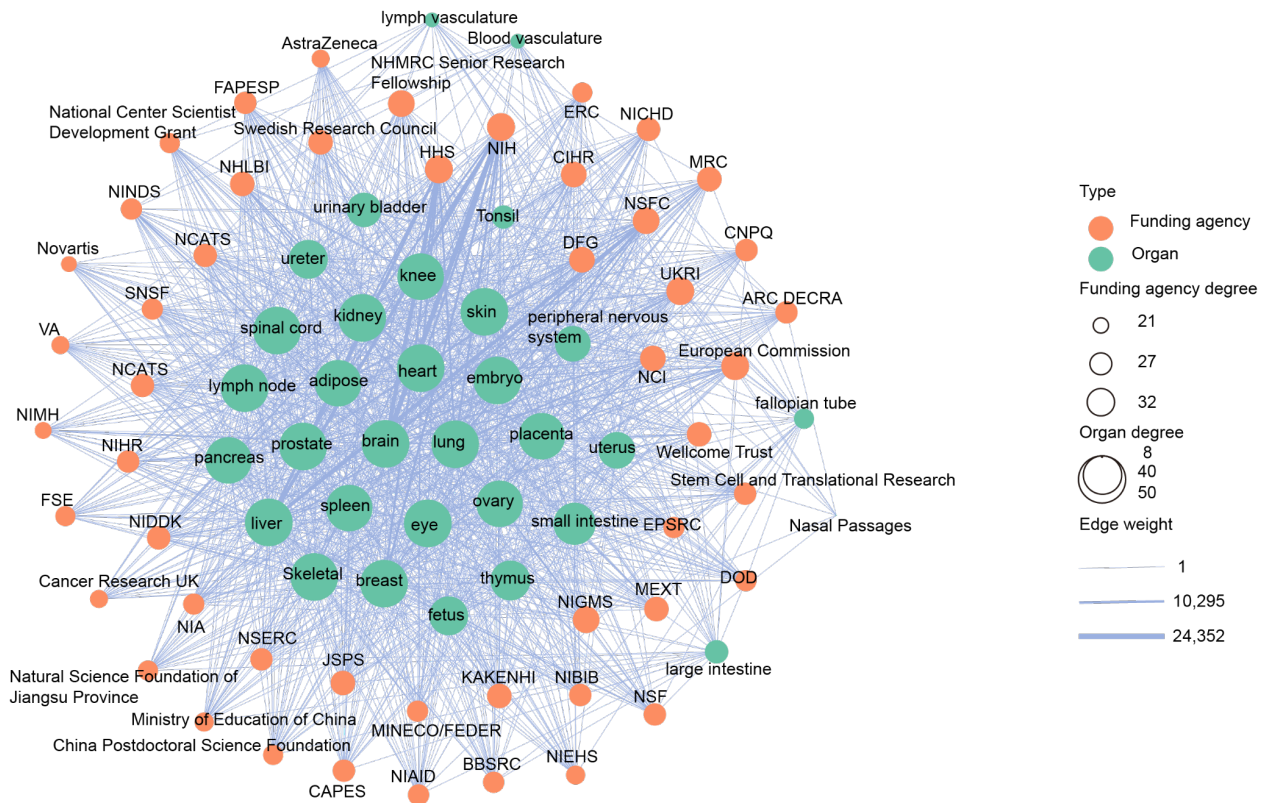 lymph vasculature
Blood vasculature
AstraZeneca
NHMRC Senior Research
Fellowship
FAPESP
ERC
National Center Scientist
Development Grant
Swedish Research Council
NIH
NICHD
NHLBI
HHS
CIHR
MRC
NINDS
urinary bladder
Tonsil
NSFC
Novartis
NCATS
ureter
knee
DFG
CNPQ
SNSF
UKRI
ARC DECRA
VA
spinal cord
kidney
skin
peripheral nervous
system
European Commission
NCATS
lymph node
adipose
heart
embryo
NCI
fallopian tube
NIMH
NIHR
pancreas
prostate
brain
lung
placenta
uterus
Wellcome Trust
Stem Cell and Translational Research
FSE
NIDDK
liver
spleen
eye
ovary
small intestine
EPSRC
Nasal Passages
Cancer Research UK
NIA
Skeletal
breast
thymus
fetus
NIGMS
MEXT
DOD
NSERC
JSPS
large intestine
Natural Science Foundation of
Jiangsu Province
KAKENHI
NIBIB
NSF
Ministry of Education of China
MINECO/FEDER
China Postdoctoral Science Foundation
CAPES
NIAID
BBSRC
NIEHS
Type
Funding agency
Organ
Funding agency degree
21
27
32
Organ degree
8
40
50
Edge weight
1
10,295
24,352